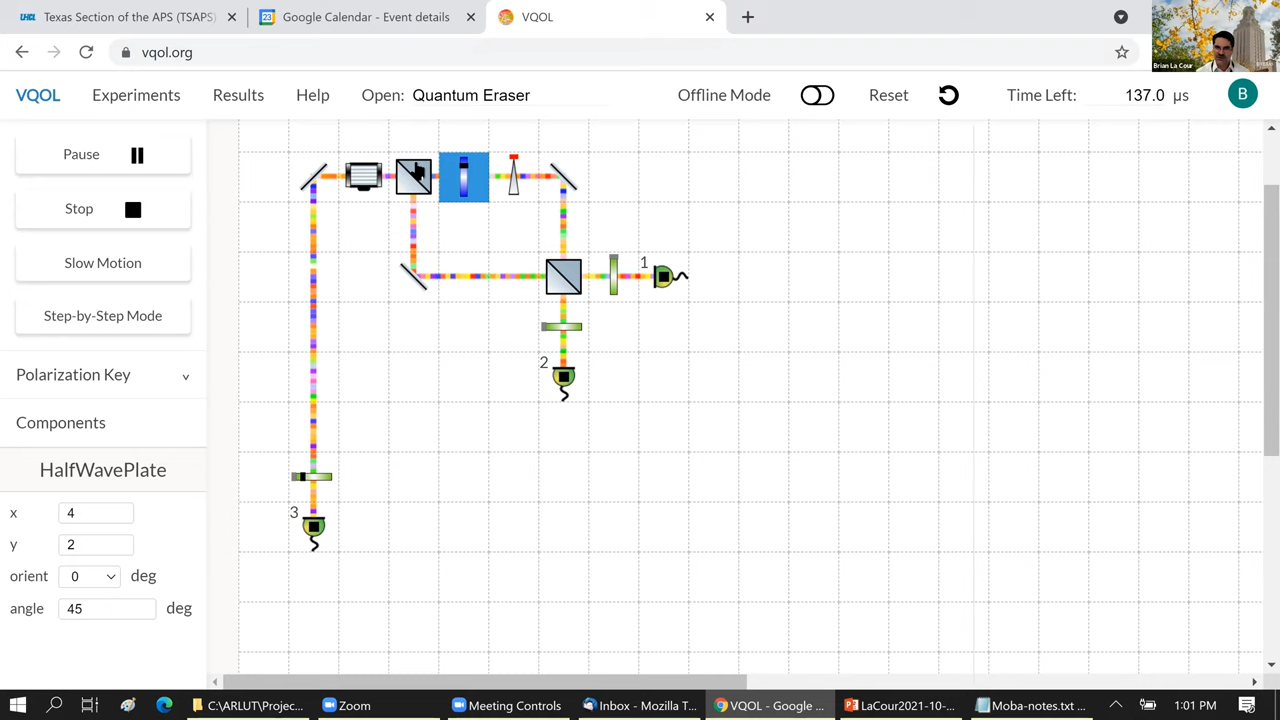 Texas Section of the APS (TSAPS)
Google Calendar - Event details
VQOL
vqol.org
Brian La Cour
VQOL
Experiments
Results
Help
Open: Quantum Eraser
Offline Mode
Reset
Time Left: 137.0 µs
B
Pause
Stop
Slow Motion
Step-by-Step Mode
Polarization Key
Components
HalfWavePlate
x 4
y 2
orient 0 deg
angle 45 deg
1
2
3
C:\ARLUT\Projec...
Zoom
Meeting Controls
Inbox - Mozilla T...
VQOL - Google ...
LaCour2021-10-...
Moba-notes.txt ...
1:01 PM